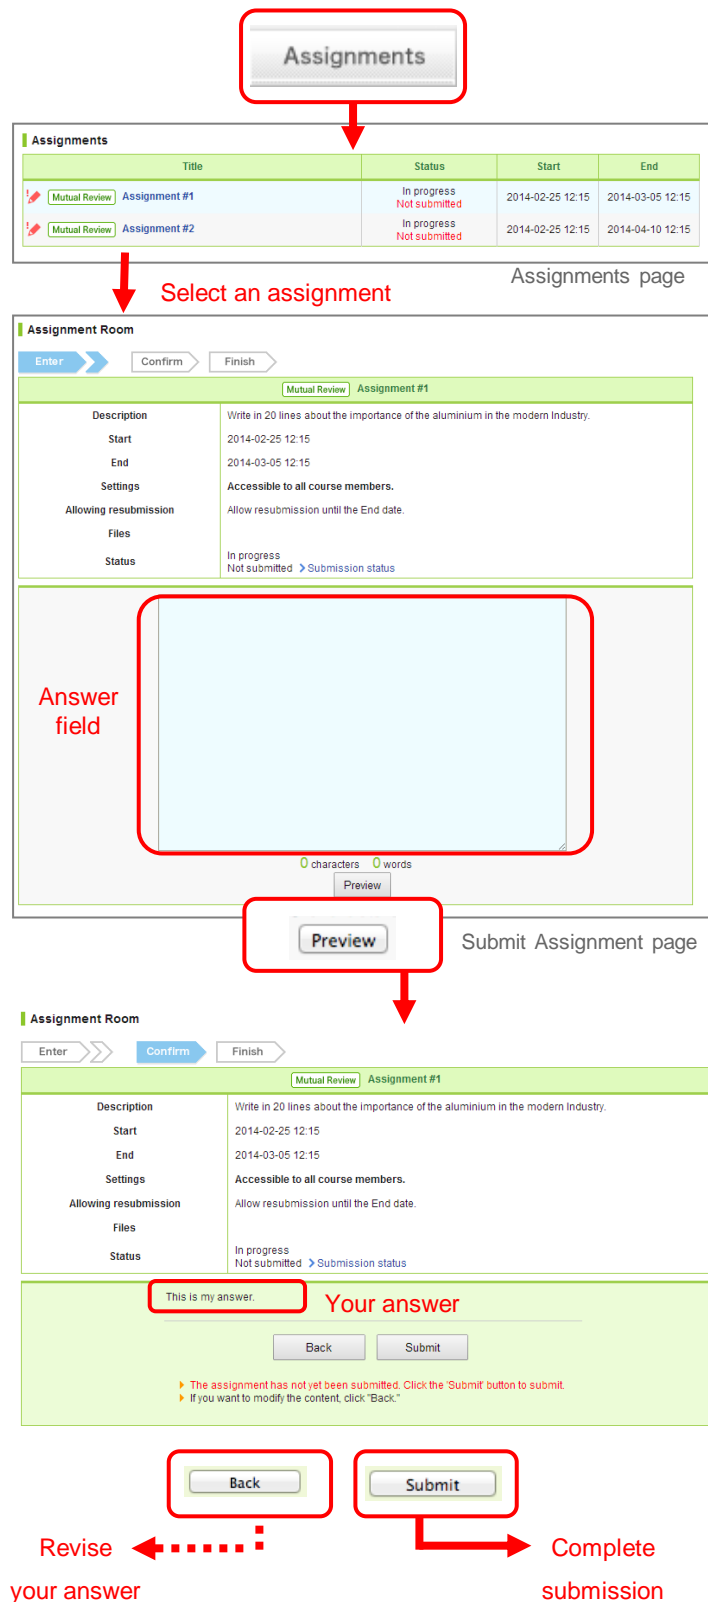 Assignments
Assignments
Title Status Start End
Mutual Review Assignment #1 In progress Not submitted 2014-02-25 12:15 2014-03-05 12:15
Mutual Review Assignment #2 In progress Not submitted 2014-02-25 12:15 2014-04-10 12:15
Assignments page
Select an assignment
Assignment Room
Enter Confirm Finish
Mutual Review Assignment #1
Description Write in 20 lines about the importance of the aluminium in the modern Industry.
Start 2014-02-25 12:15
End 2014-03-05 12:15
Settings Accessible to all course members.
Allowing resubmission Allow resubmission until the End date.
Files
Status In progress
Not submitted Submission status
Answer
field
0 characters 0 words
Preview
Preview
Submit Assignment page
Assignment Room
Enter Confirm Finish
Mutual Review Assignment #1
Description Write in 20 lines about the importance of the aluminium in the modern Industry.
Start 2014-02-25 12:15
End 2014-03-05 12:15
Settings Accessible to all course members.
Allowing resubmission Allow resubmission until the End date.
Files
Status In progress
Not submitted Submission status
This is my answer.
Your answer
Back Submit
The assignment has not yet been submitted. Click the 'Submit' button to submit.
If you want to modify the content, click "Back."
Back Submit
Revise
your answer
Complete
submission